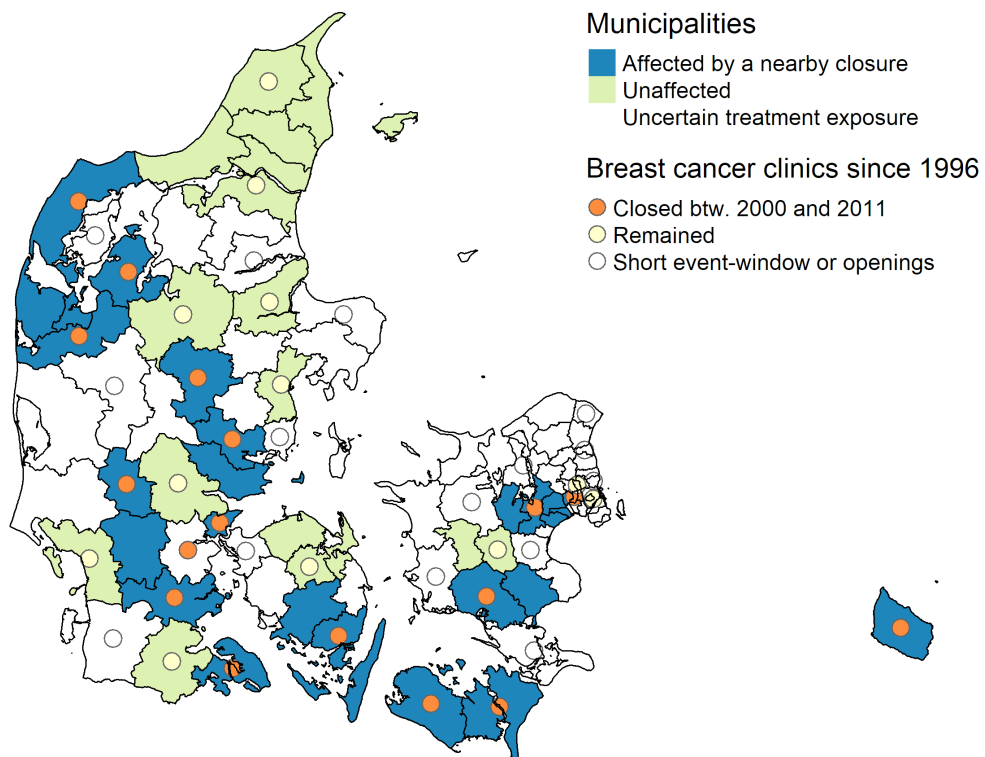 Municipalities
Affected by a nearby closure
Unaffected
Uncertain treatment exposure
Breast cancer clinics since 1996
Closed btw. 2000 and 2011
Remained
Short event-window or openings